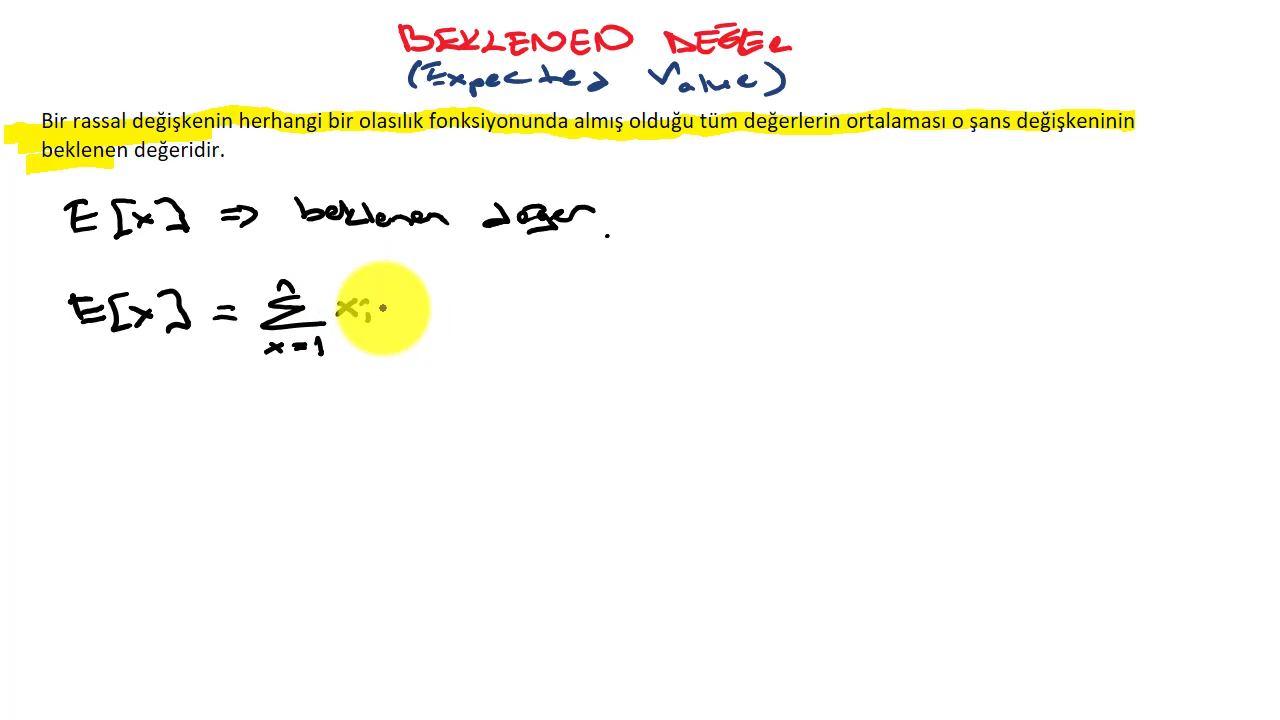 BEKLENEN DEĞER
(Expected Value)
Bir rassal değişkenin herhangi bir olasılık fonksiyonunda almış olduğu tüm değerlerin ortalaması o şans değişkeninin
beklenen değeridir.
E[x] ⇒ beklenen değer.
E[x] = n∑x=1 xi